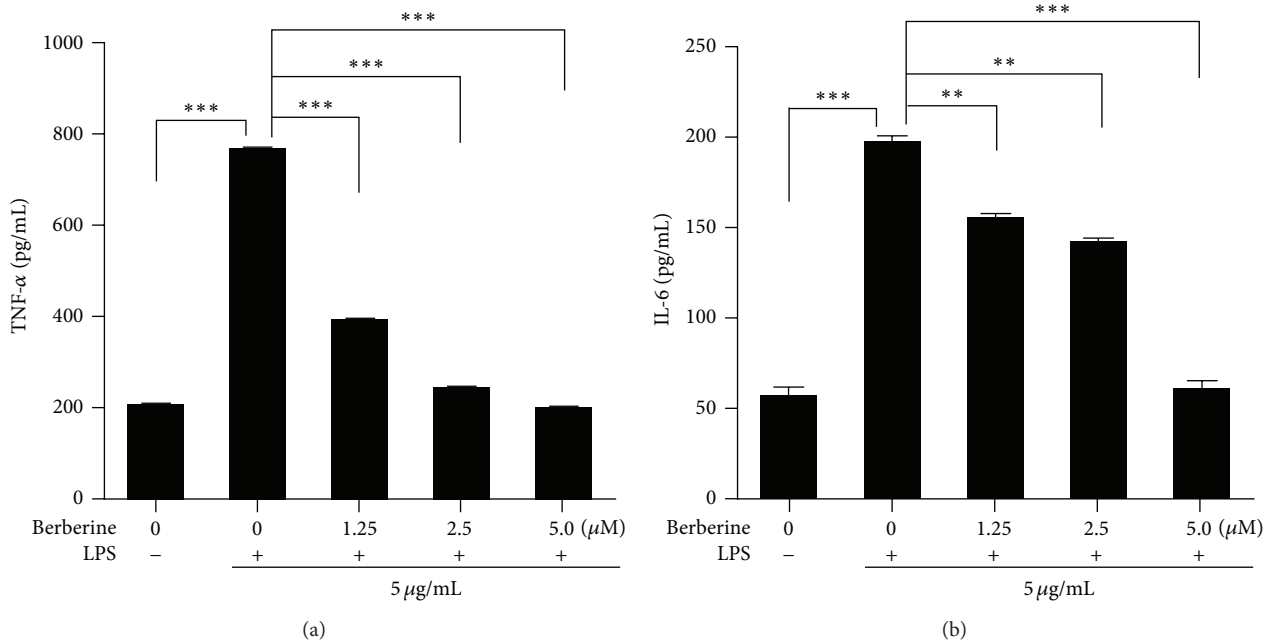 ***
***
***
***
1000
800
600
400
200
0
TNF-α (pg/mL)
Berberine 0 0 1.25 2.5 5.0 (μM)
LPS − + + + +
5 μg/mL
(a)
***
**
**
***
250
200
150
100
50
0
IL-6 (pg/mL)
0 0 1.25 2.5 5.0 (μM)
Berberine
LPS − + + + +
5 μg/mL
(b)